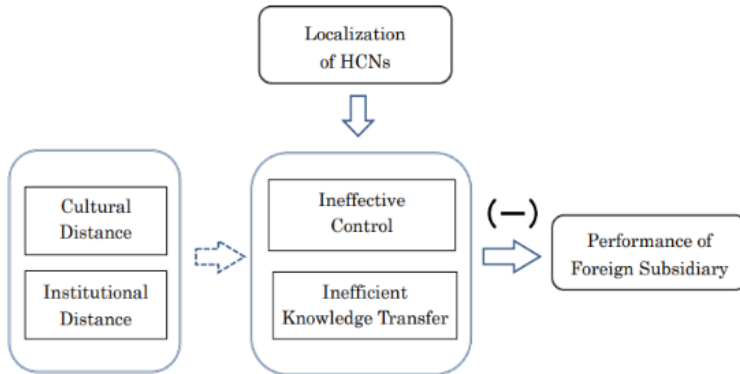 Localization
of HCNs
Cultural
Distance
Institutional
Distance
Ineffective
Control
Inefficient
Knowledge Transfer
(−)
Performance of
Foreign Subsidiary